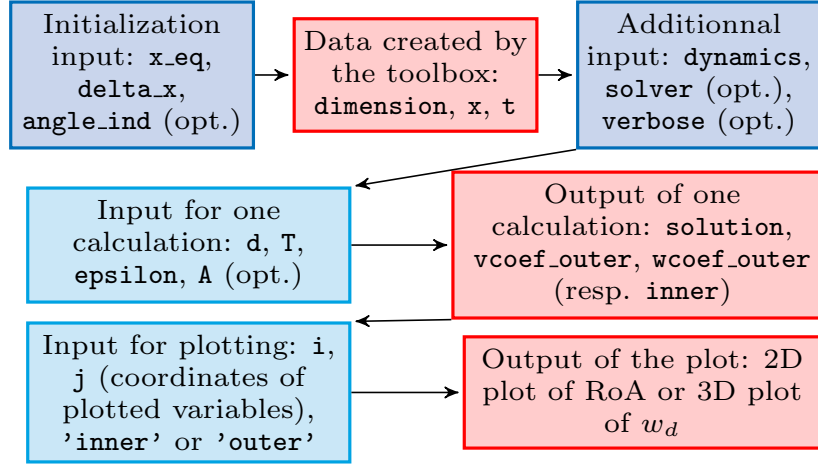 Initialization
input: x_eq,
delta_x,
angle_ind (opt.)
Data created by
the toolbox:
dimension, x, t
Additionnal
input: dynamics,
solver (opt.),
verbose (opt.)
Input for one
calculation: d, T,
epsilon, A (opt.)
Output of one
calculation: solution,
vcoef_outer, wcoef_outer
(resp. inner)
Input for plotting: i,
j (coordinates of
plotted variables),
'inner' or 'outer'
Output of the plot: 2D
plot of RoA or 3D plot
of w_d